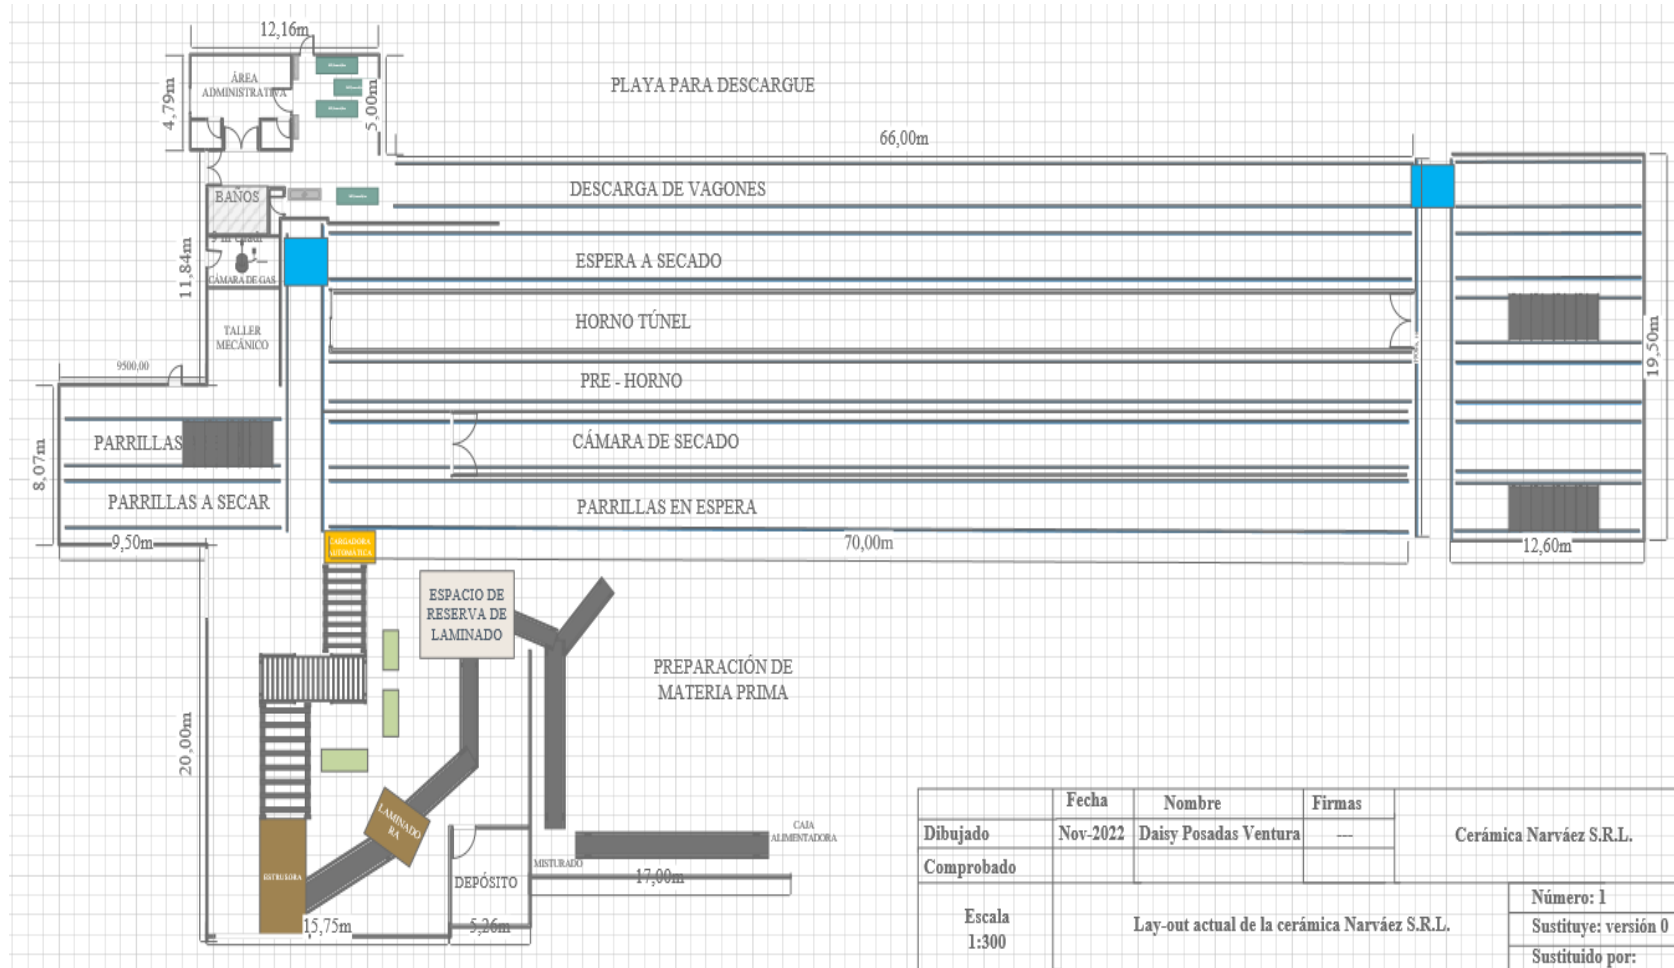 12,16m
ÁREA
ADMINISTRATIVA
4,79m
5,00m
PLAYA PARA DESCARGUE
66,00m
DESCARGA DE VAGONES
BAÑOS
ESPERA A SECADO
CÁMARA DE GAS
11,84m
HORNO TÚNEL
TALLER
MECÁNICO
19,50m
9500,00
PRE - HORNO
PARRILLAS
CÁMARA DE SECADO
8,07m
PARRILLAS A SECAR
PARRILLAS EN ESPERA
9,50m
CARGADORA
AUTOMÁTICA
70,00m
12,60m
ESPACIO DE
RESERVA DE
LAMINADO
PREPARACIÓN DE
MATERIA PRIMA
20,00m
LAMINADO
RA
CAJA
ALIMENTADORA
MISTURADO
ESTRUSORA
DEPÓSITO
17,00m
15,75m
5,26m
Fecha
Nombre
Firmas
Dibujado
Nov-2022
Daisy Posadas Ventura
---
Cerámica Narváez S.R.L.
Comprobado
Escala
1:300
Lay-out actual de la cerámica Narváez S.R.L.
Número: 1
Sustituye: versión 0
Sustituido por: